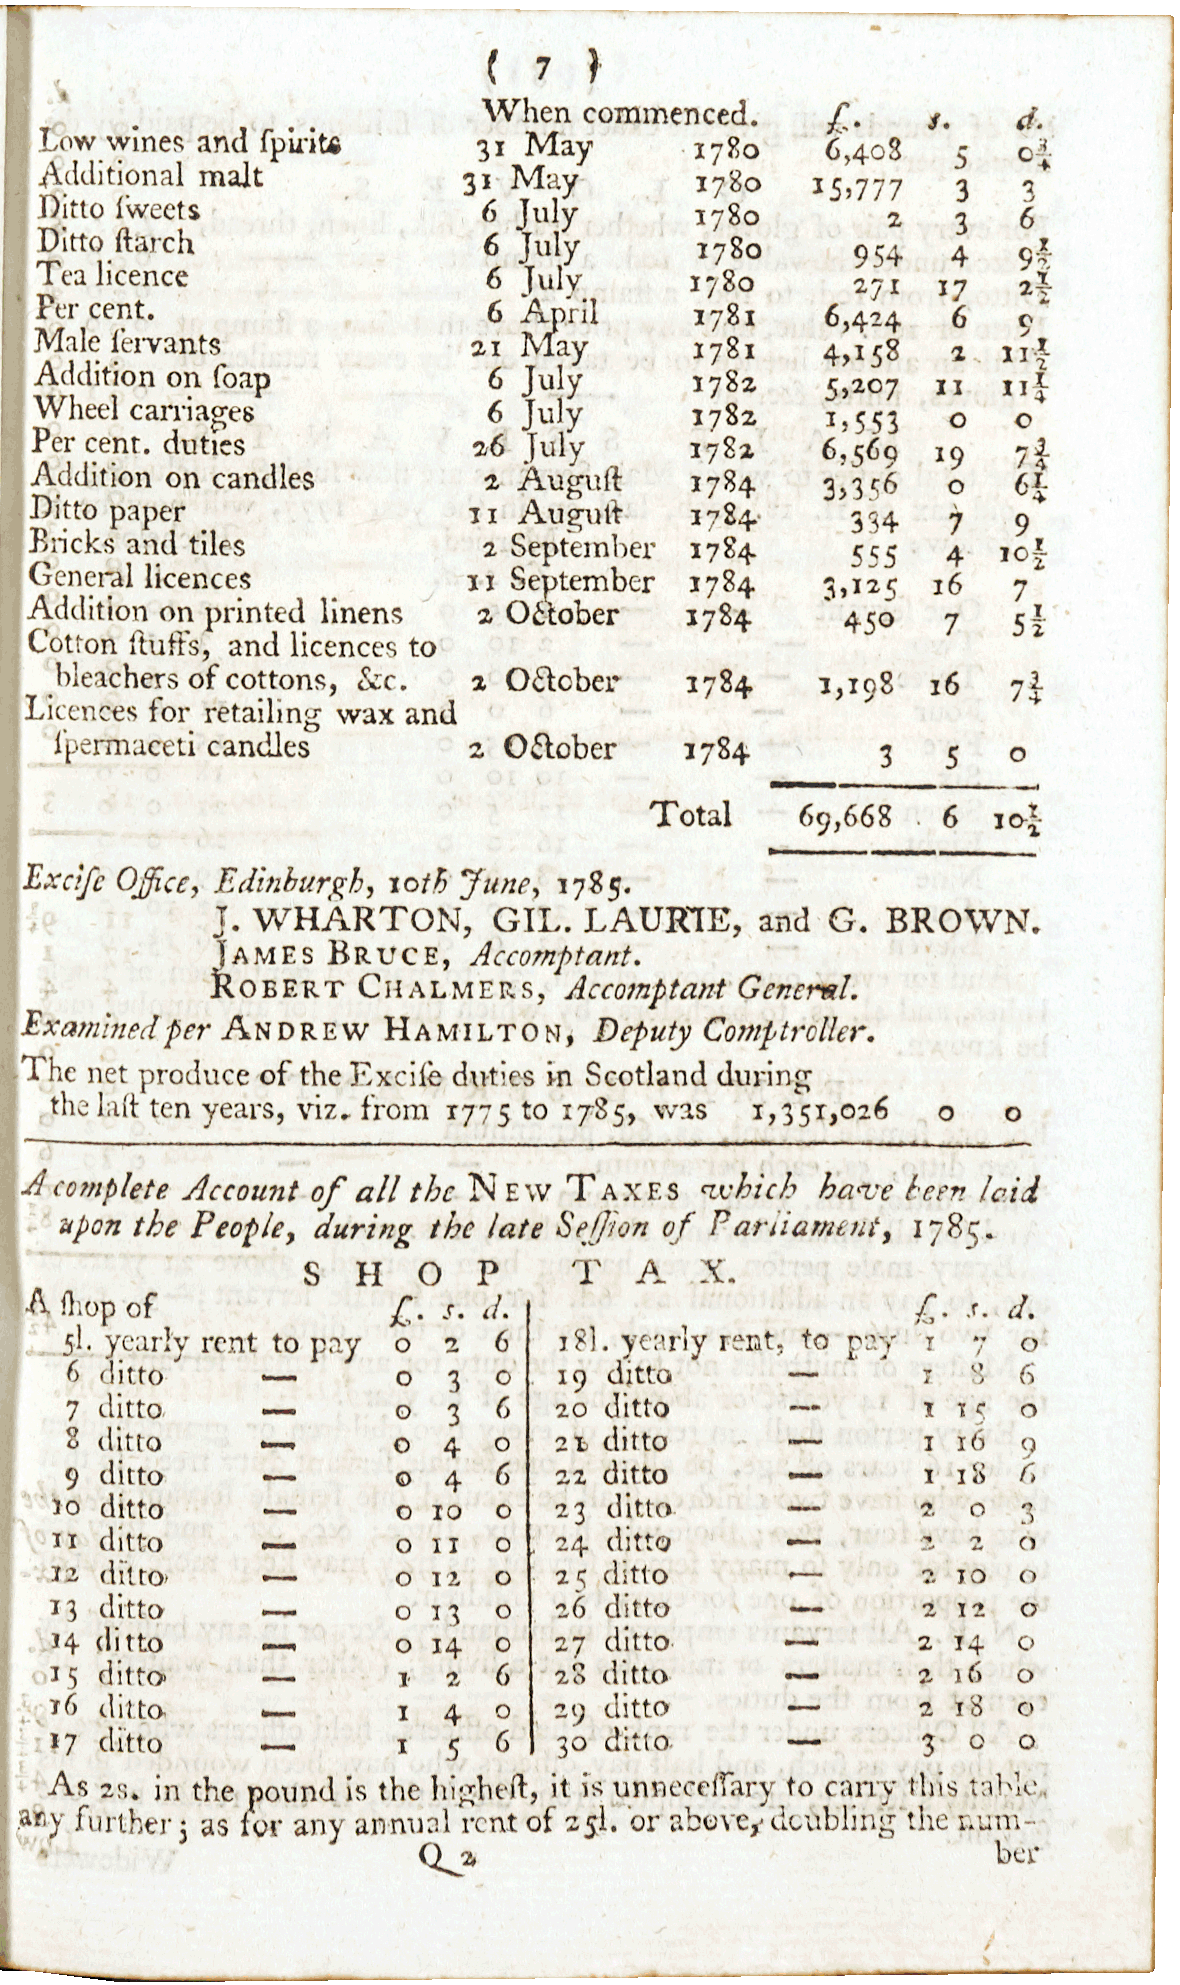 ( 7 )
When commenced. £. s. d.
Low wines and ſpirits 31 May 1780 6,408 5 0¾
Additional malt 31 May 1780 15,777 3 3
Ditto ſweets 6 July 1780 2 3 6
Ditto ſtarch 6 July 1780 954 4 9½
Tea licence 6 July 1780 271 17 2½
Per cent. 6 April 1781 6,424 6 9
Male ſervants 21 May 1781 4,158 2 11½
Addition on ſoap 6 July 1782 5,207 11 11¼
Wheel carriages 6 July 1782 1,553 0 0
Per cent. duties 26 July 1782 6,569 19 7¾
Addition on candles 2 Auguſt 1784 3,356 0 6¼
Ditto paper 11 Auguſt 1784 334 7 9
Bricks and tiles 2 September 1784 555 4 10½
General licences 11 September 1784 3,125 16 7
Addition on printed linens 2 October 1784 450 7 5½
Cotton ſtuffs, and licences to
bleachers of cottons, &c. 2 October 1784 1,198 16 7¾
Licences for retailing wax and
ſpermaceti candles 2 October 1784 3 5 0
Total 69,668 6 10½
Exciſe Office, Edinburgh, 10th June, 1785.
J. WHARTON, GIL. LAURIE, and G. BROWN.
JAMES BRUCE, Accomptant.
ROBERT CHALMERS, Accomptant General.
Examined per ANDREW HAMILTON, Deputy Comptroller.
The net produce of the Exciſe duties in Scotland during
the laſt ten years, viz. from 1775 to 1785, was 1,351,026 0 0
A complete Account of all the NEW TAXES which have been laid
upon the People, during the late Seſſion of Parliament, 1785.
SHOP TAX.
A ſhop of £. s. d. £. s. d.
5l. yearly rent to pay 0 2 6 18l. yearly rent, to pay 1 7 0
6 ditto — 0 3 0 19 ditto — 1 8 6
7 ditto — 0 3 6 20 ditto — 1 15 0
8 ditto — 0 4 0 21 ditto — 1 16 9
9 ditto — 0 4 6 22 ditto — 1 18 6
10 ditto — 0 10 0 23 ditto — 2 0 3
11 ditto — 0 11 0 24 ditto — 2 2 0
12 ditto — 0 12 0 25 ditto — 2 10 0
13 ditto — 0 13 0 26 ditto — 2 12 0
14 ditto — 0 14 0 27 ditto — 2 14 0
15 ditto — 1 2 6 28 ditto — 2 16 0
16 ditto — 1 4 0 29 ditto — 2 18 0
17 ditto — 1 5 6 30 ditto — 3 0 0
As 2s. in the pound is the higheſt, it is unneceſſary to carry this table
any further; as for any annual rent of 25l. or above, doubling the num-
Q 2 ber